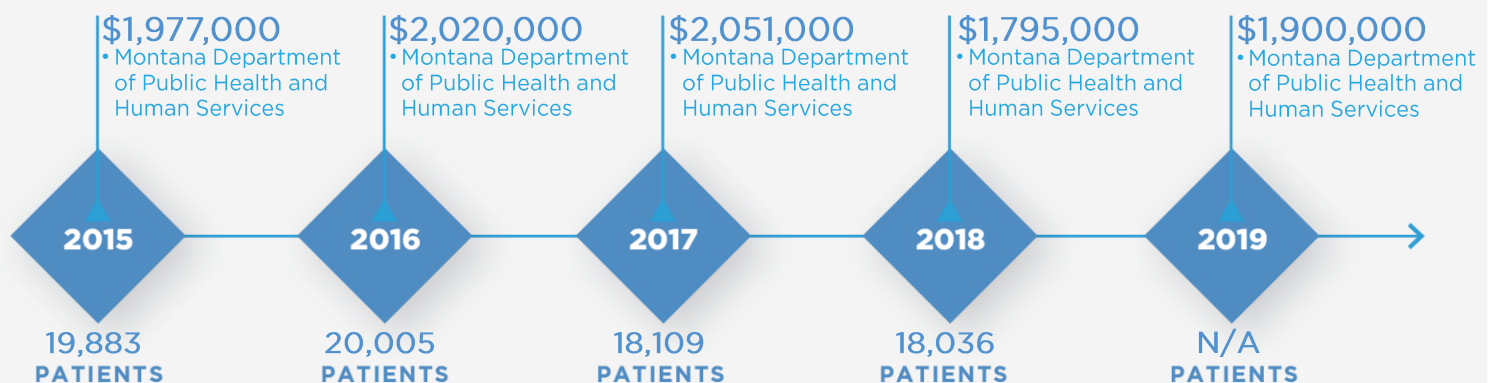 $1,977,000
• Montana Department
of Public Health and
Human Services
2015
19,883
PATIENTS
$2,020,000
• Montana Department
of Public Health and
Human Services
2016
20,005
PATIENTS
$2,051,000
• Montana Department
of Public Health and
Human Services
2017
18,109
PATIENTS
$1,795,000
• Montana Department
of Public Health and
Human Services
2018
18,036
PATIENTS
$1,900,000
• Montana Department
of Public Health and
Human Services
2019
N/A
PATIENTS